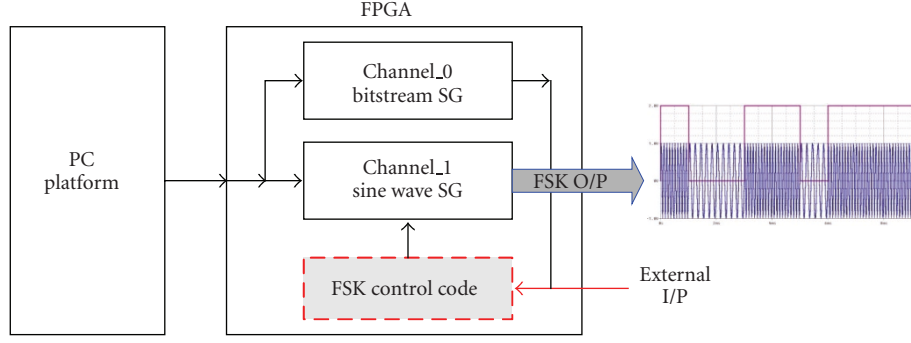 FPGA
PC
platform
Channel_0
bitstream SG
Channel_1
sine wave SG
FSK O/P
FSK control code
External
I/P